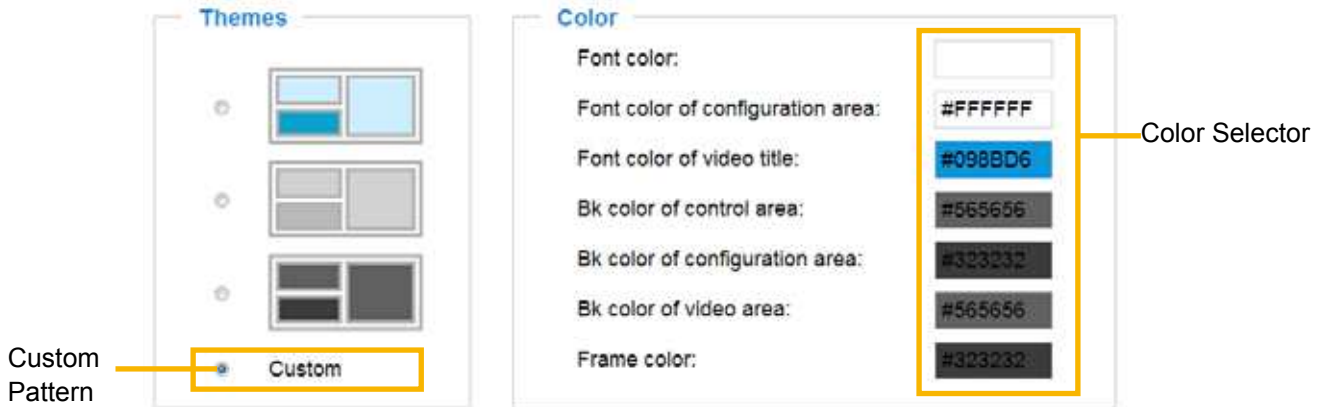 Themes
Custom
Custom
Pattern
Color
Font color:
Font color of configuration area: #FFFFFF
Font color of video title: #098BD6
Bk color of control area: #565656
Bk color of configuration area: #323232
Bk color of video area: #565656
Frame color: #323232
Color Selector